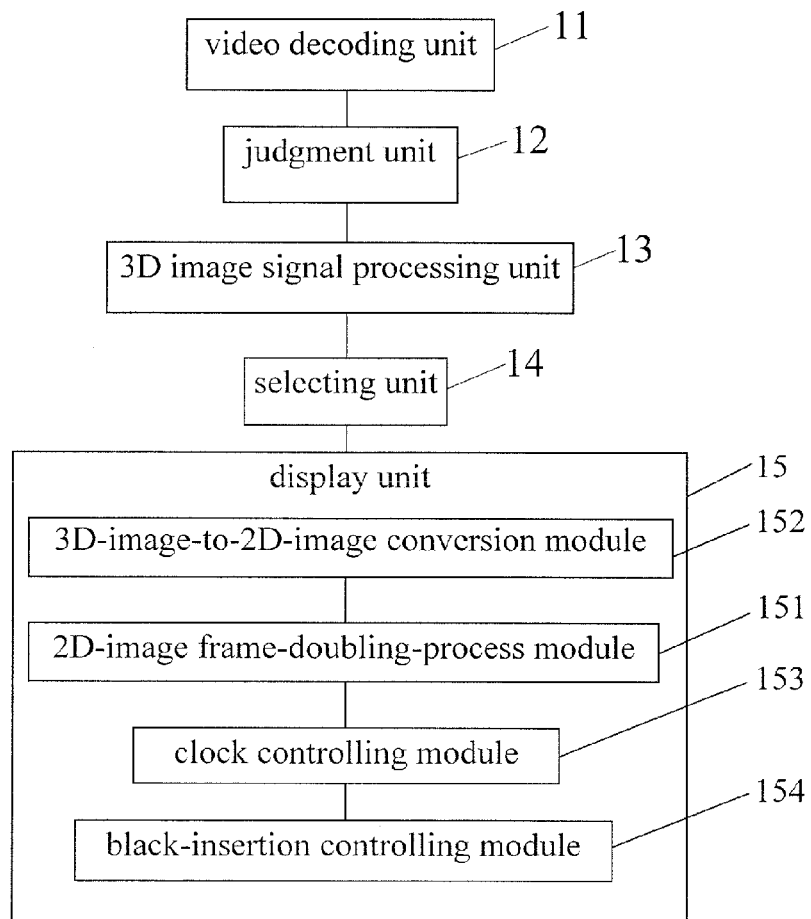 video decoding unit
11
judgment unit
12
3D image signal processing unit
13
selecting unit
14
display unit
15
3D-image-to-2D-image conversion module
152
2D-image frame-doubling-process module
151
clock controlling module
153
black-insertion controlling module
154